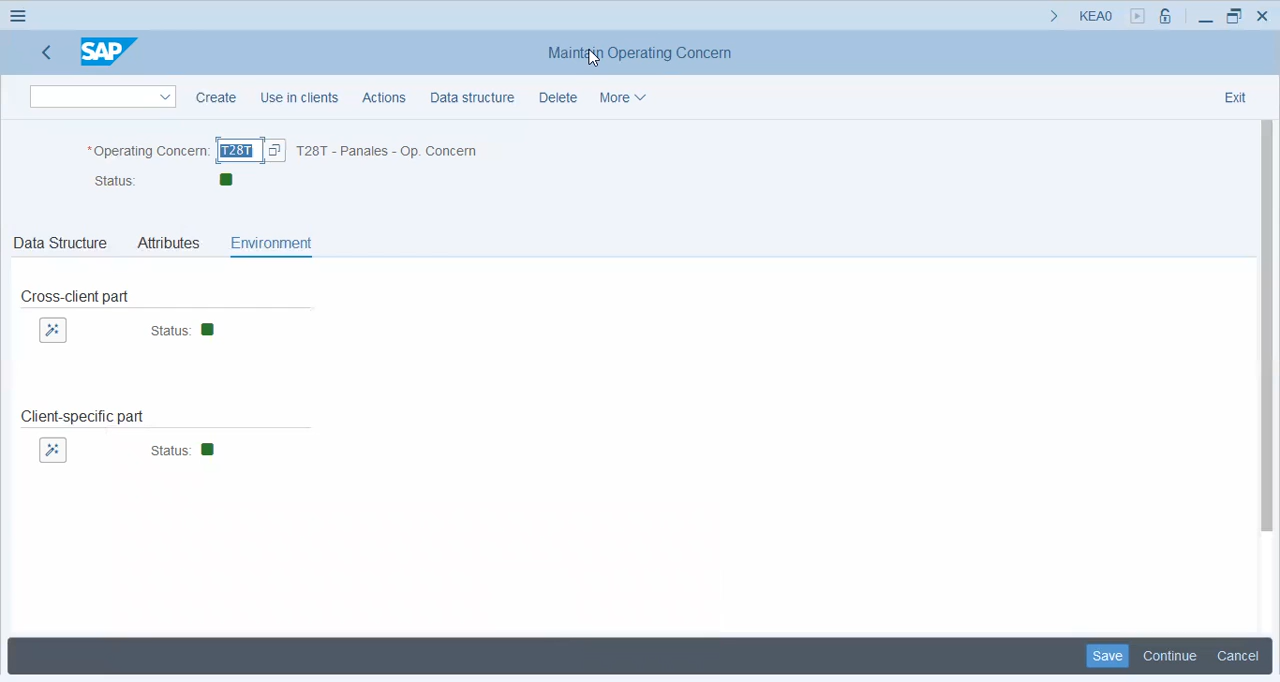 KEA0
SAP
Maintain Operating Concern
Create Use in clients Actions Data structure Delete More Exit
*Operating Concern: T28T T28T - Panales - Op. Concern
Status:
Data Structure Attributes Environment
Cross-client part
Status:
Client-specific part
Status:
Save Continue Cancel